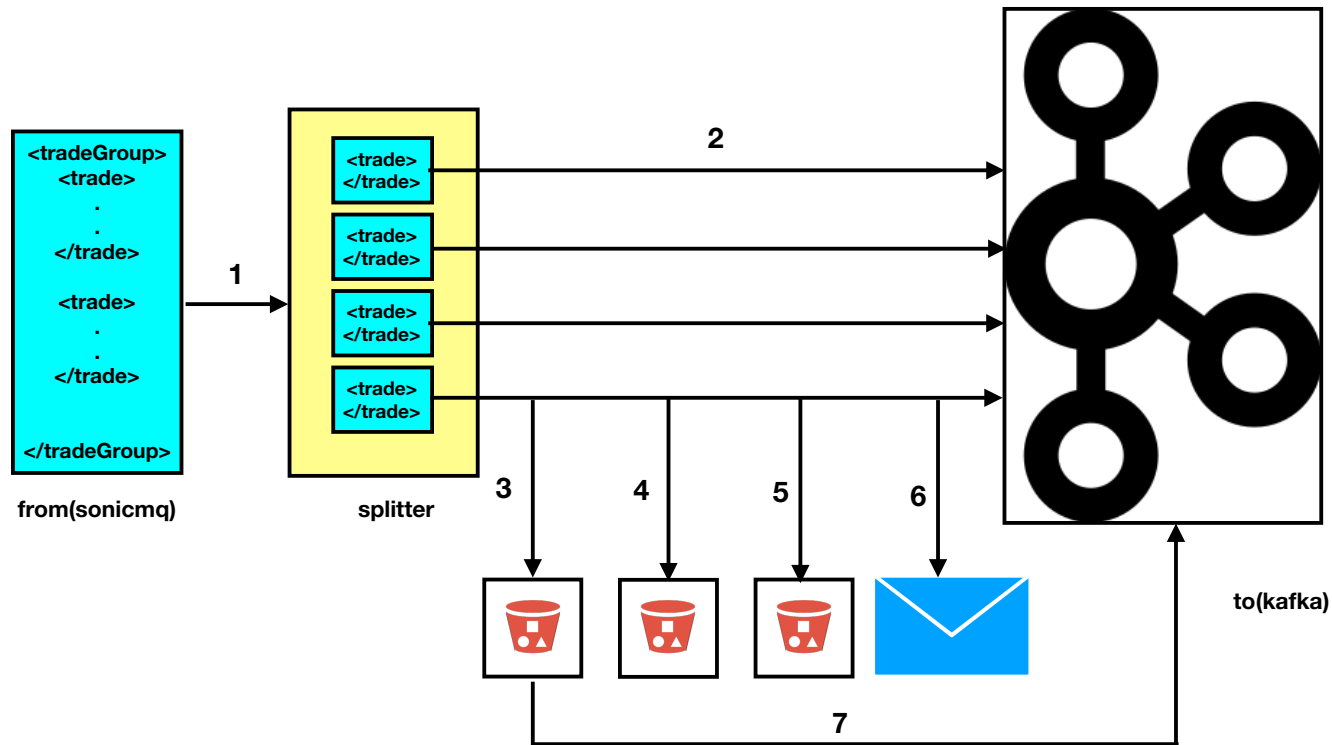 <tradeGroup>
<trade>
.
.
</trade>
<trade>
.
.
</trade>
</tradeGroup>
from(sonicmq)
1
<trade>
</trade>
<trade>
</trade>
<trade>
</trade>
<trade>
</trade>
splitter
2
3
4
5
6
7
to(kafka)